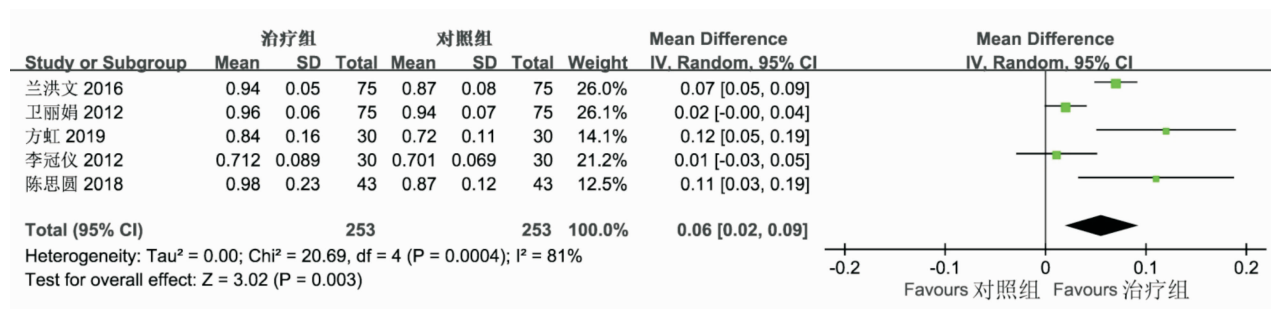 治疗组 对照组 Mean Difference Mean Difference
Study or Subgroup Mean SD Total Mean SD Total Weight IV, Random, 95% CI IV, Random, 95% CI
兰洪文 2016 0.94 0.05 75 0.87 0.08 75 26.0% 0.07 [0.05, 0.09]
卫丽娟 2012 0.96 0.06 75 0.94 0.07 75 26.1% 0.02 [-0.00, 0.04]
方虹 2019 0.84 0.16 30 0.72 0.11 30 14.1% 0.12 [0.05, 0.19]
李冠仪 2012 0.712 0.089 30 0.701 0.069 30 21.2% 0.01 [-0.03, 0.05]
陈思圆 2018 0.98 0.23 43 0.87 0.12 43 12.5% 0.11 [0.03, 0.19]
Total (95% CI) 253 253 100.0% 0.06 [0.02, 0.09]
Heterogeneity: Tau² = 0.00; Chi² = 20.69, df = 4 (P = 0.0004); I² = 81%
Test for overall effect: Z = 3.02 (P = 0.003)
-0.2 -0.1 0 0.1 0.2
Favours 对照组 Favours 治疗组